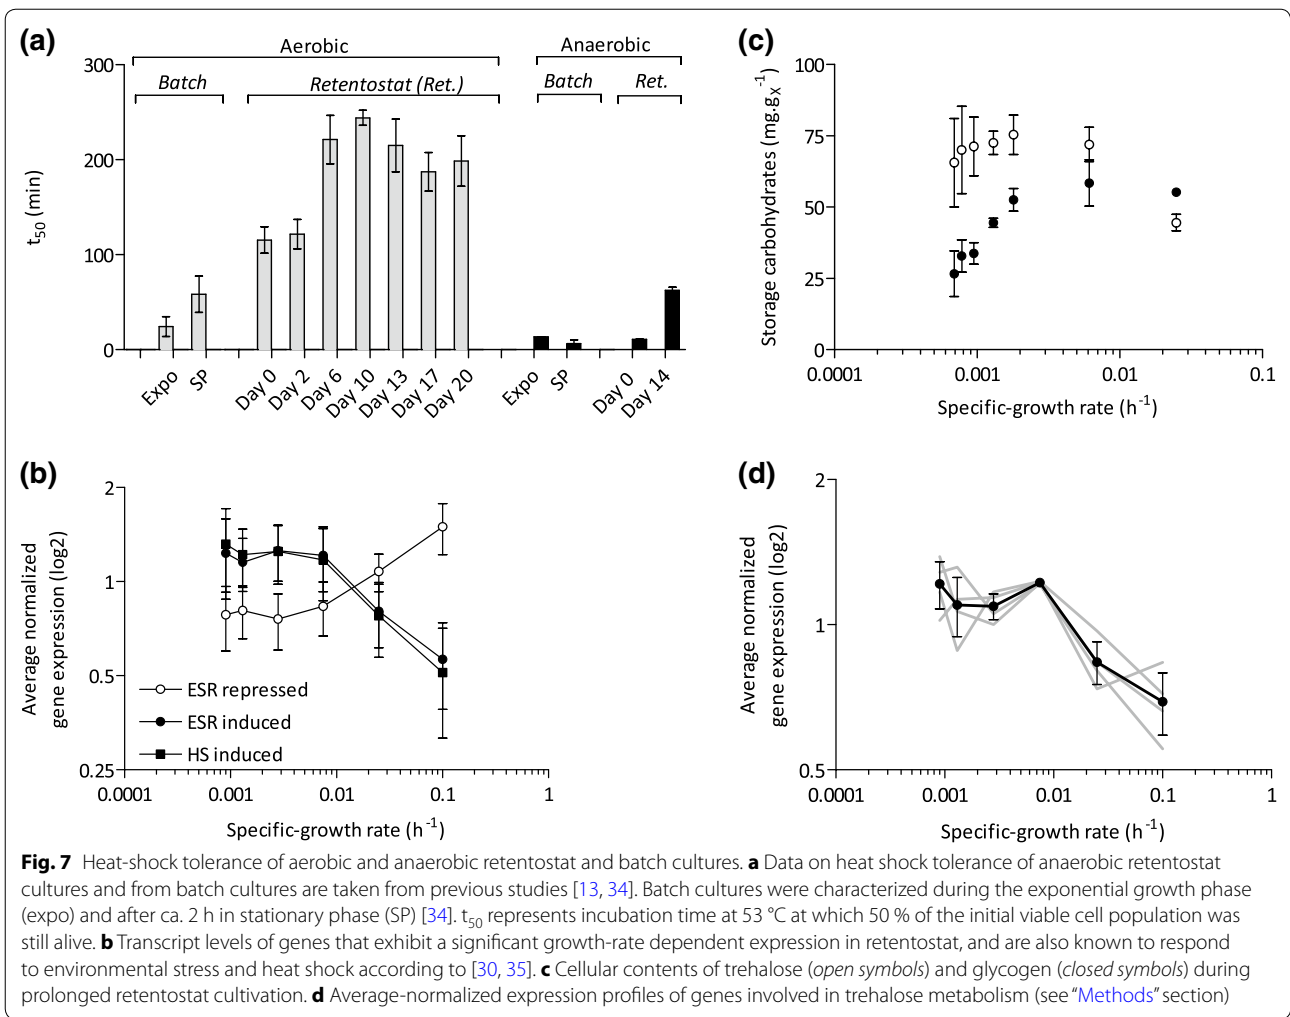 (a)
Aerobic
Anaerobic
Batch
Retentostat (Ret.)
Batch
Ret.
300
200
100
0
t50 (min)
Expo
SP
Day 0
Day 2
Day 6
Day 10
Day 13
Day 17
Day 20
Expo
SP
Day 0
Day 14
(c)
Storage carbohydrates (mg.gX-1)
100
75
50
25
0
0.0001
0.001
0.01
0.1
Specific-growth rate (h-1)
(b)
Average normalized
gene expression (log2)
2
1
0.5
0.25
ESR repressed
ESR induced
HS induced
0.0001
0.001
0.01
0.1
1
Specific-growth rate (h-1)
(d)
Average normalized
gene expression (log2)
2
1
0.5
0.0001
0.001
0.01
0.1
1
Specific-growth rate (h-1)
Fig. 7 Heat-shock tolerance of aerobic and anaerobic retentostat and batch cultures. a Data on heat shock tolerance of anaerobic retentostat
cultures and from batch cultures are taken from previous studies [13, 34]. Batch cultures were characterized during the exponential growth phase
(expo) and after ca. 2 h in stationary phase (SP) [34]. t50 represents incubation time at 53 °C at which 50 % of the initial viable cell population was
still alive. b Transcript levels of genes that exhibit a significant growth-rate dependent expression in retentostat, and are also known to respond
to environmental stress and heat shock according to [30, 35]. c Cellular contents of trehalose (open symbols) and glycogen (closed symbols) during
prolonged retentostat cultivation. d Average-normalized expression profiles of genes involved in trehalose metabolism (see “Methods” section)